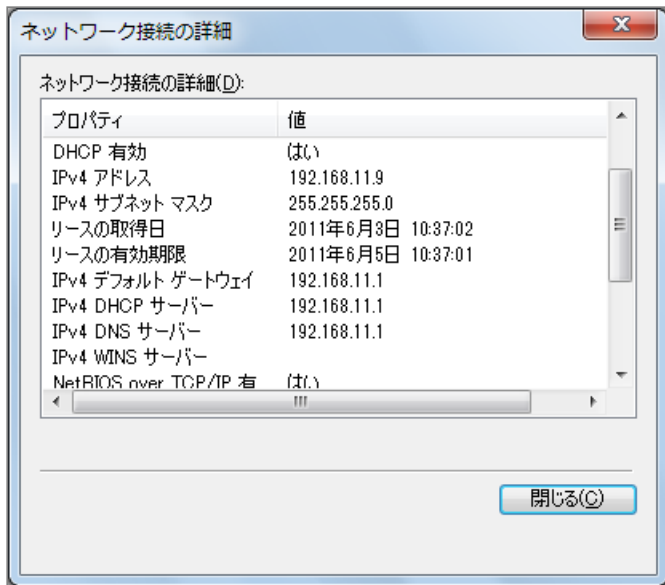 ネットワーク接続の詳細
ネットワーク接続の詳細(D):
プロパティ 値
DHCP 有効 はい
IPv4 アドレス 192.168.11.9
IPv4 サブネット マスク 255.255.255.0
リースの取得日 2011年6月3日 10:37:02
リースの有効期限 2011年6月5日 10:37:01
IPv4 デフォルト ゲートウェイ 192.168.11.1
IPv4 DHCP サーバー 192.168.11.1
IPv4 DNS サーバー 192.168.11.1
IPv4 WINS サーバー
NetBIOS over TCP/IP 有 はい
閉じる(C)